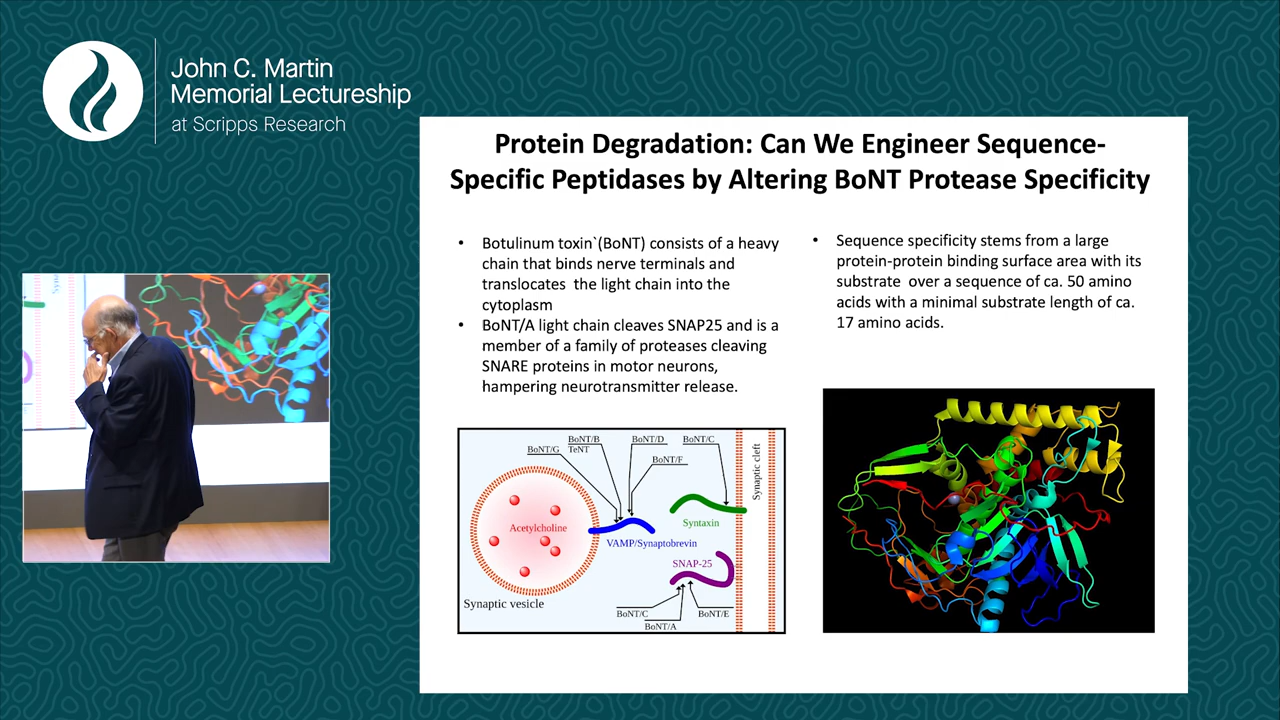 John C. Martin
Memorial Lectureship
at Scripps Research
Protein Degradation: Can We Engineer Sequence-
Specific Peptidases by Altering BoNT Protease Specificity
• Botulinum toxin`(BoNT) consists of a heavy
chain that binds nerve terminals and
translocates the light chain into the
cytoplasm
• BoNT/A light chain cleaves SNAP25 and is a
member of a family of proteases cleaving
SNARE proteins in motor neurons,
hampering neurotransmitter release.
• Sequence specificity stems from a large
protein-protein binding surface area with its
substrate over a sequence of ca. 50 amino
acids with a minimal substrate length of ca.
17 amino acids.
BoNT/G
BoNT/B
TeNT
BoNT/D
BoNT/C
BoNT/F
Synaptic cleft
Acetylcholine
Syntaxin
VAMP/Synaptobrevin
SNAP-25
Synaptic vesicle
BoNT/C
BoNT/A
BoNT/E